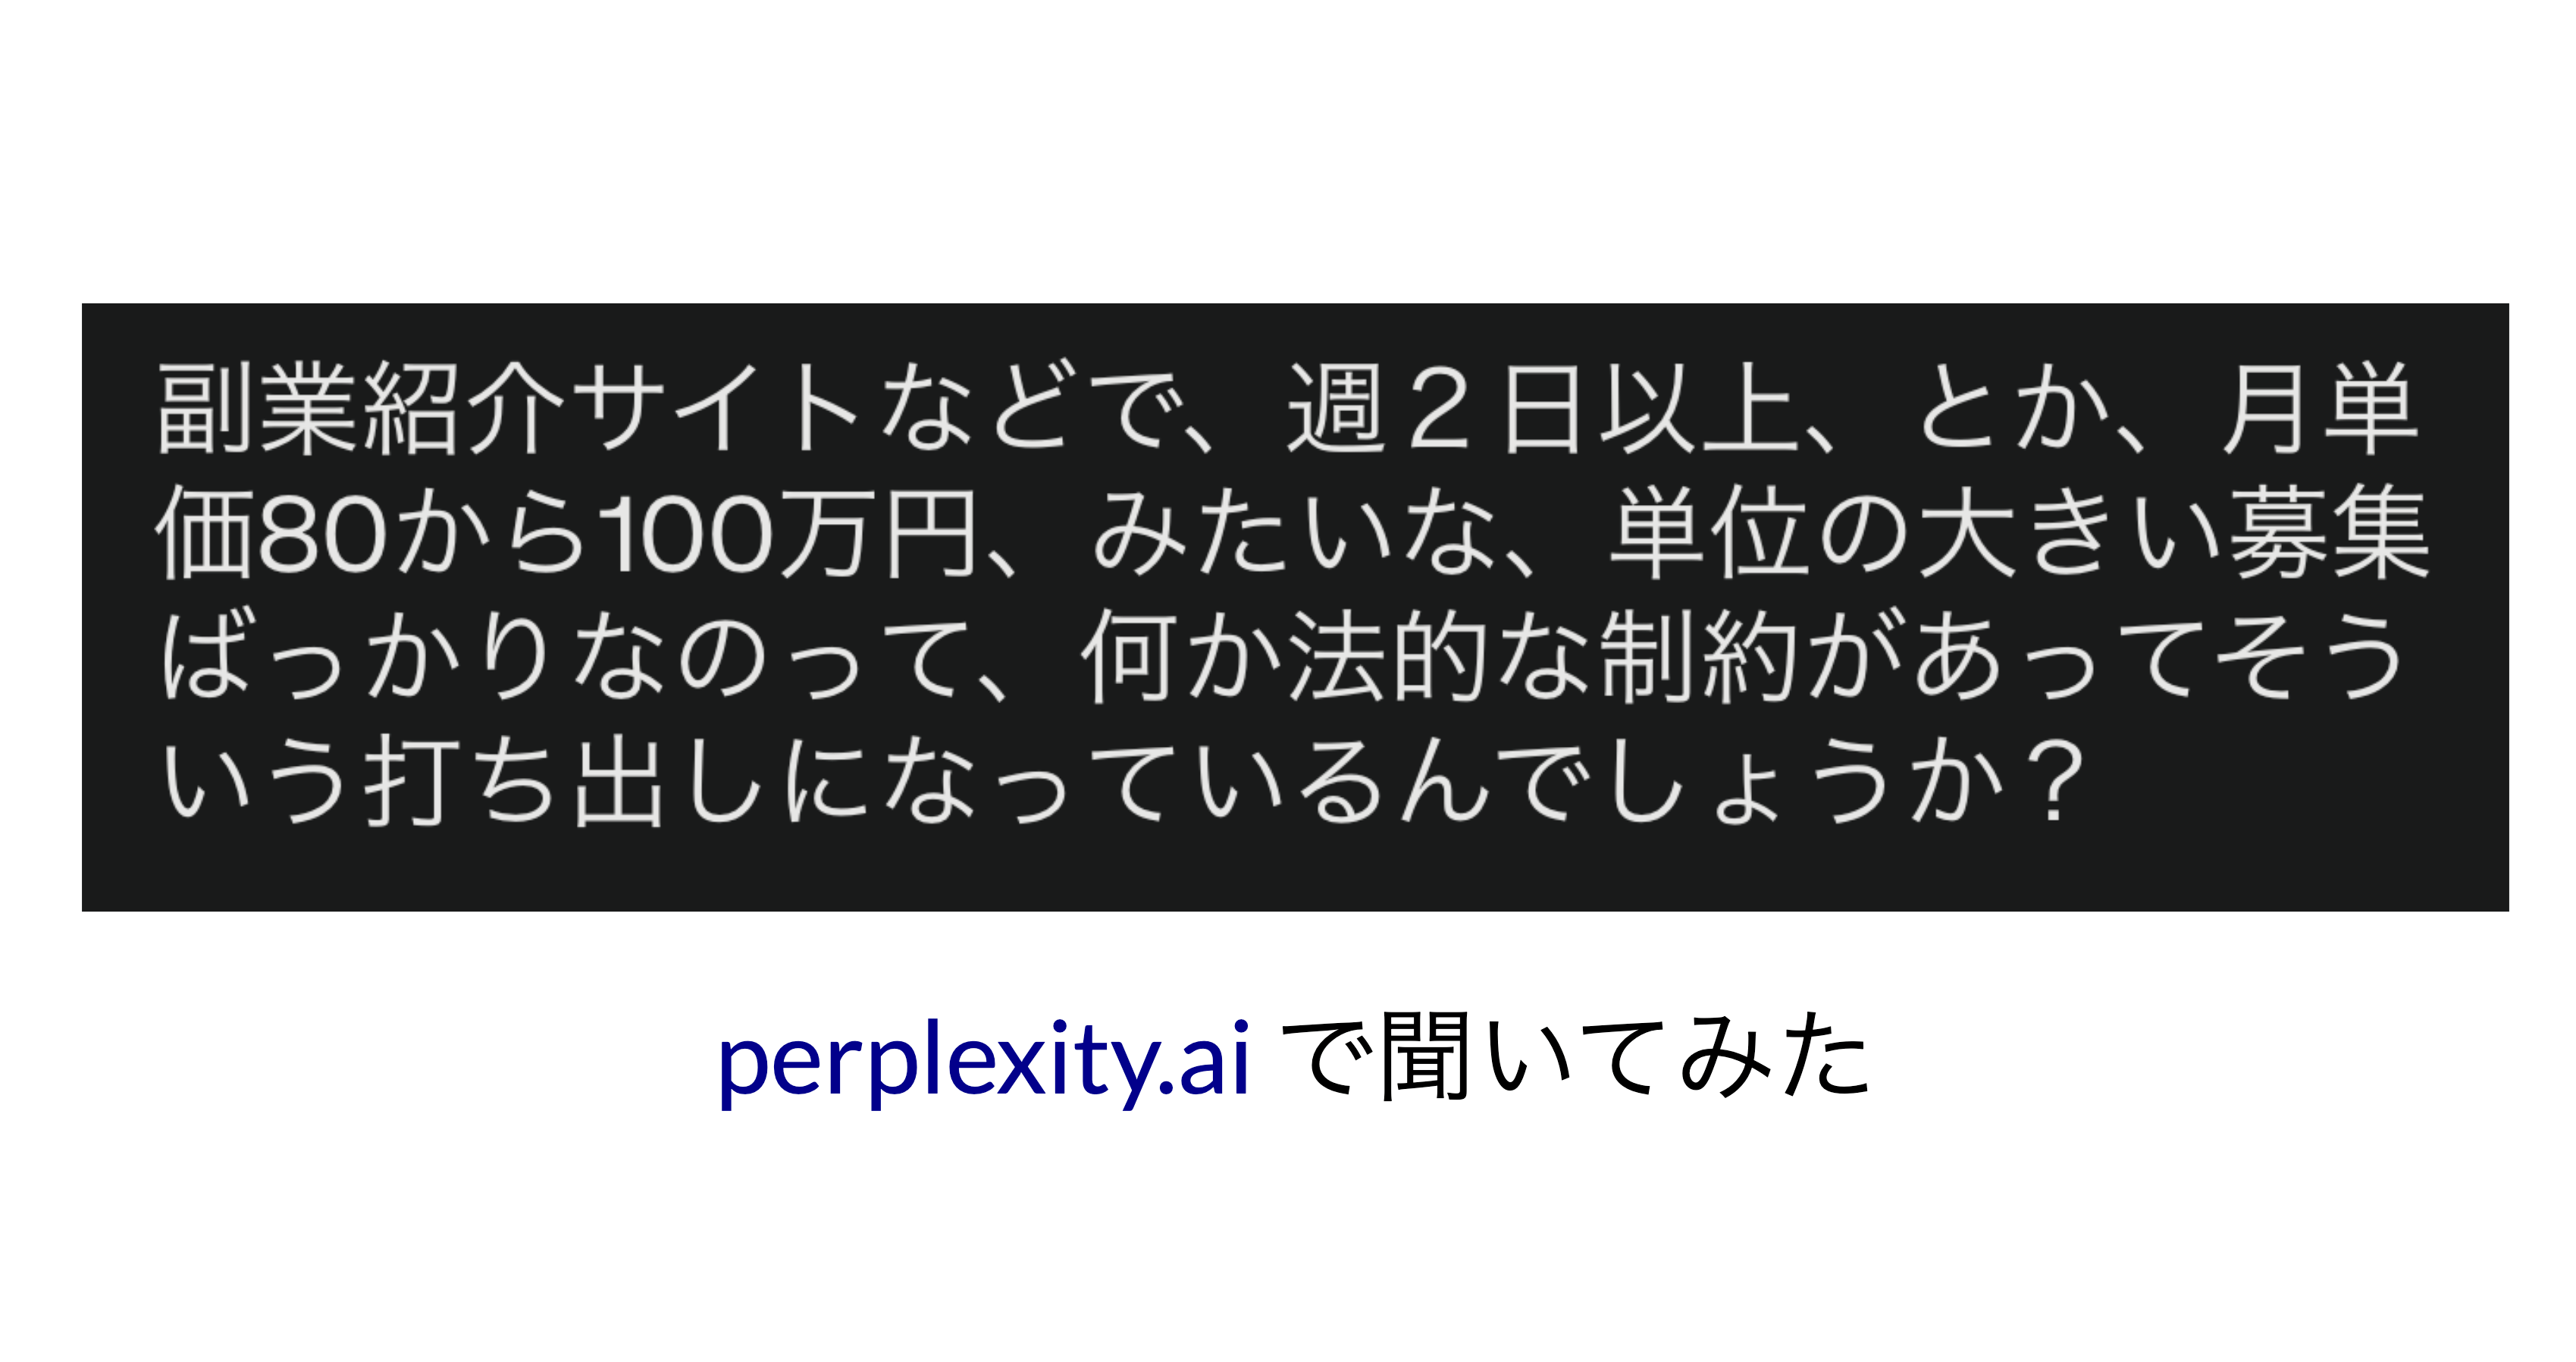 副業紹介サイトなどで、週２日以上、とか、月単
価80から100万円、みたいな、単位の大きい募集
ばっかりなのって、何か法的な制約があってそう
いう打ち出しになっているんでしょうか？
perplexity.ai で聞いてみた